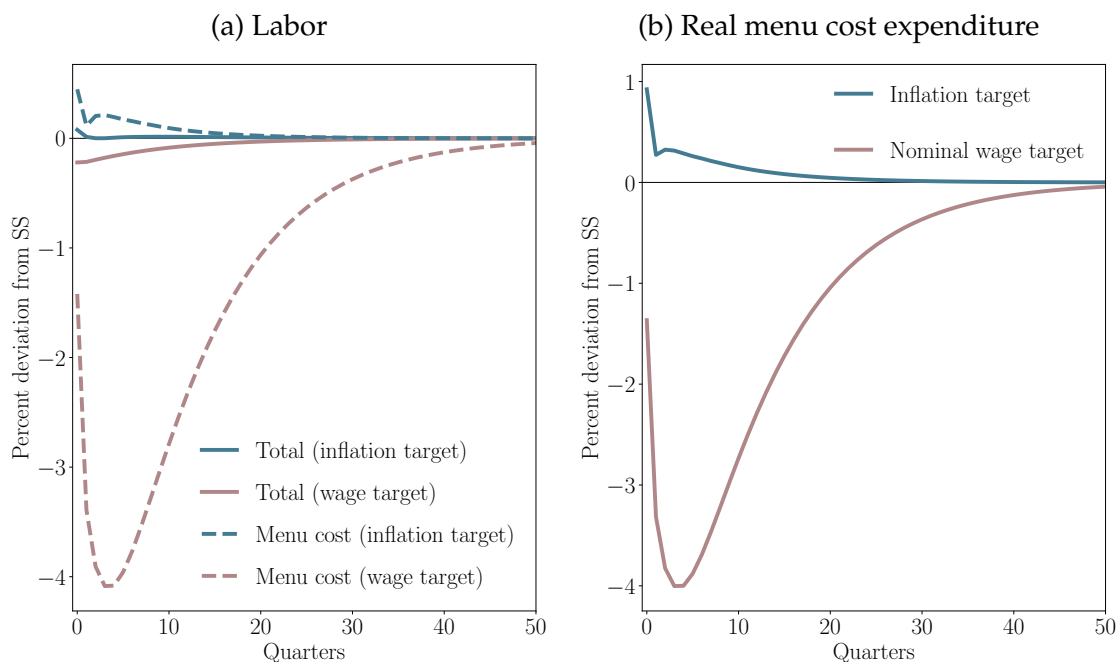 (a) Labor
(b) Real menu cost expenditure
Percent deviation from SS
0
−1
−2
−3
−4
Total (inflation target)
Total (wage target)
Menu cost (inflation target)
Menu cost (wage target)
0
10
20
30
40
50
Quarters
Percent deviation from SS
1
0
−1
−2
−3
−4
Inflation target
Nominal wage target
0
10
20
30
40
50
Quarters